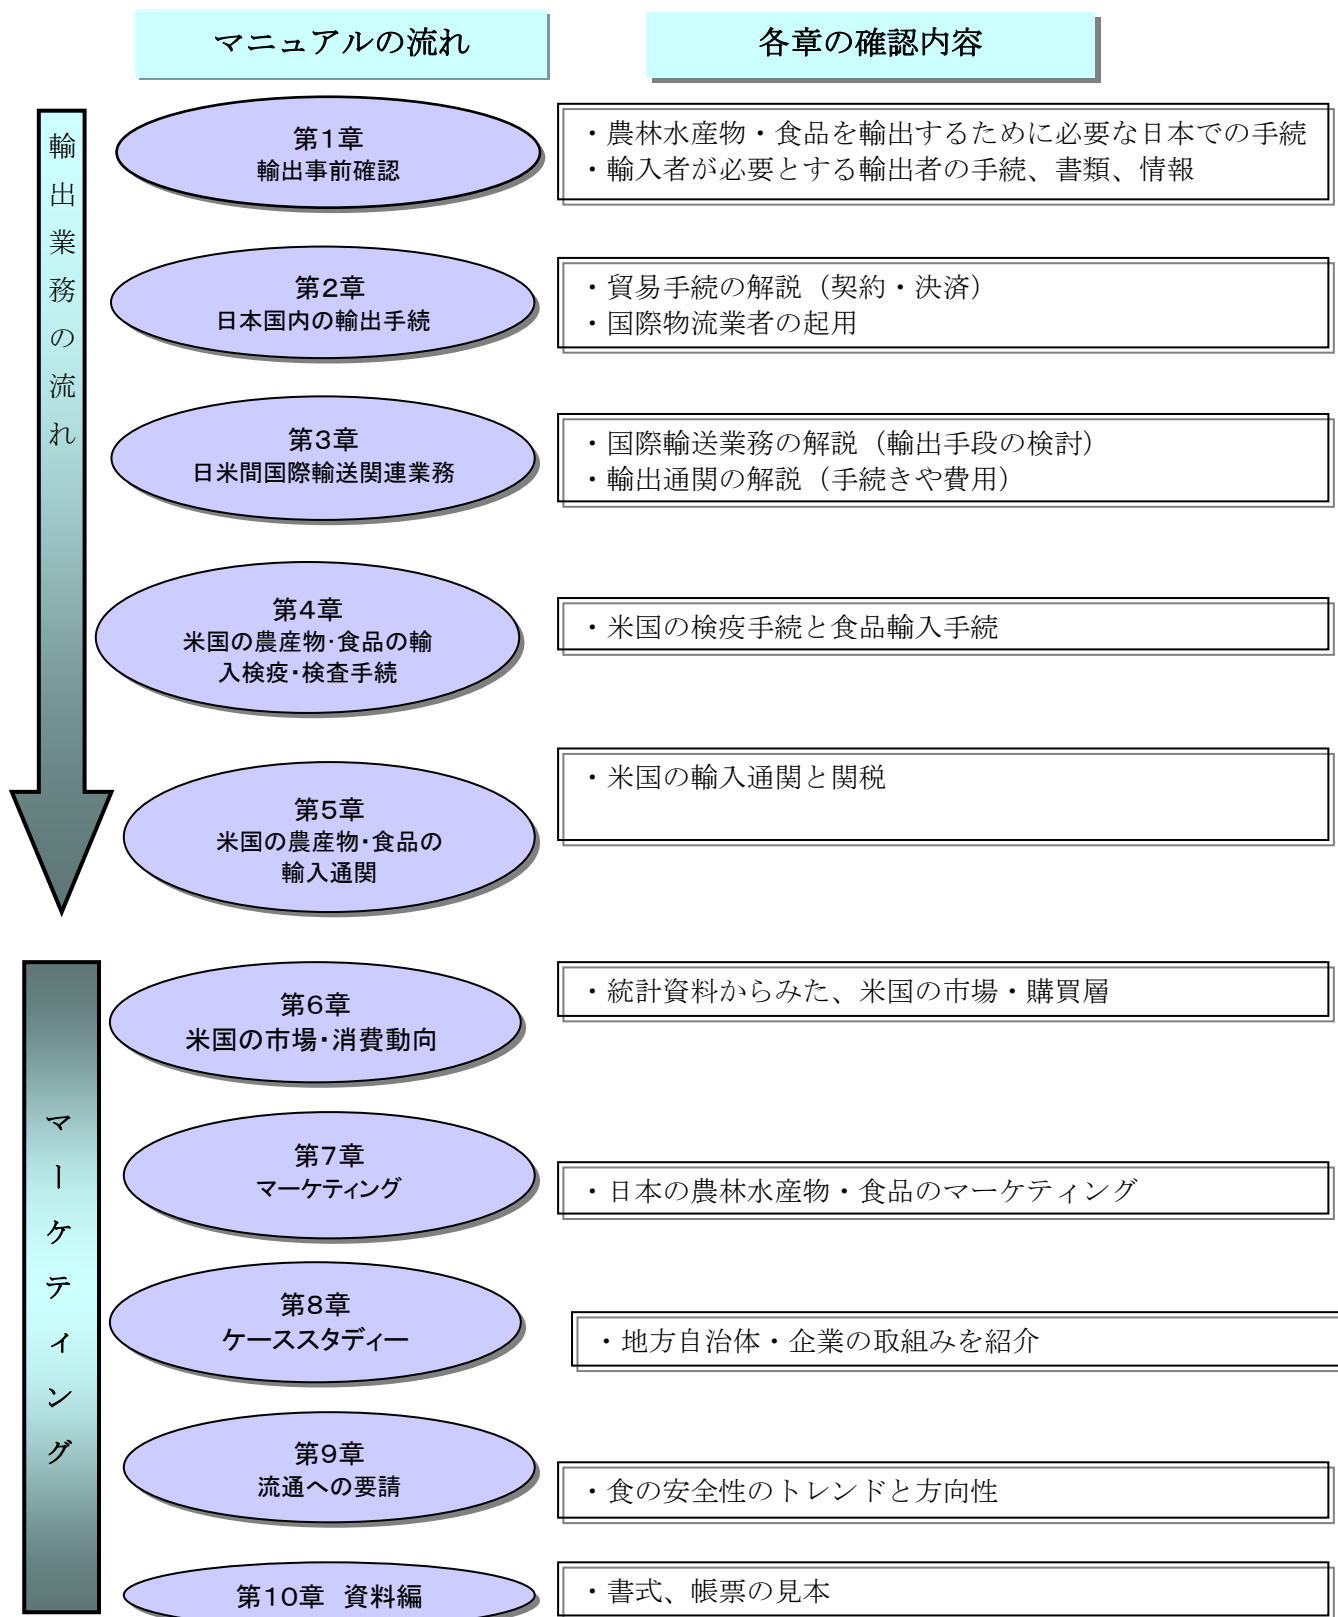 マニュアルの流れ
各章の確認内容
輸出業務の流れ
第1章
輸出事前確認
・農林水産物・食品を輸出するために必要な日本での手続
・輸入者が必要とする輸出者の手続、書類、情報
第2章
日本国内の輸出手続
・貿易手続の解説（契約・決済）
・国際物流業者の起用
第3章
日米間国際輸送関連業務
・国際輸送業務の解説（輸出手段の検討）
・輸出通関の解説（手続きや費用）
第4章
米国の農産物・食品の輸
入検疫・検査手続
・米国の検疫手続と食品輸入手続
第5章
米国の農産物・食品の
輸入通関
・米国の輸入通関と関税
マーケティング
第6章
米国の市場・消費動向
・統計資料からみた、米国の市場・購買層
第7章
マーケティング
・日本の農林水産物・食品のマーケティング
第8章
ケーススタディー
・地方自治体・企業の取組みを紹介
第9章
流通への要請
・食の安全性のトレンドと方向性
第10章 資料編
・書式、帳票の見本